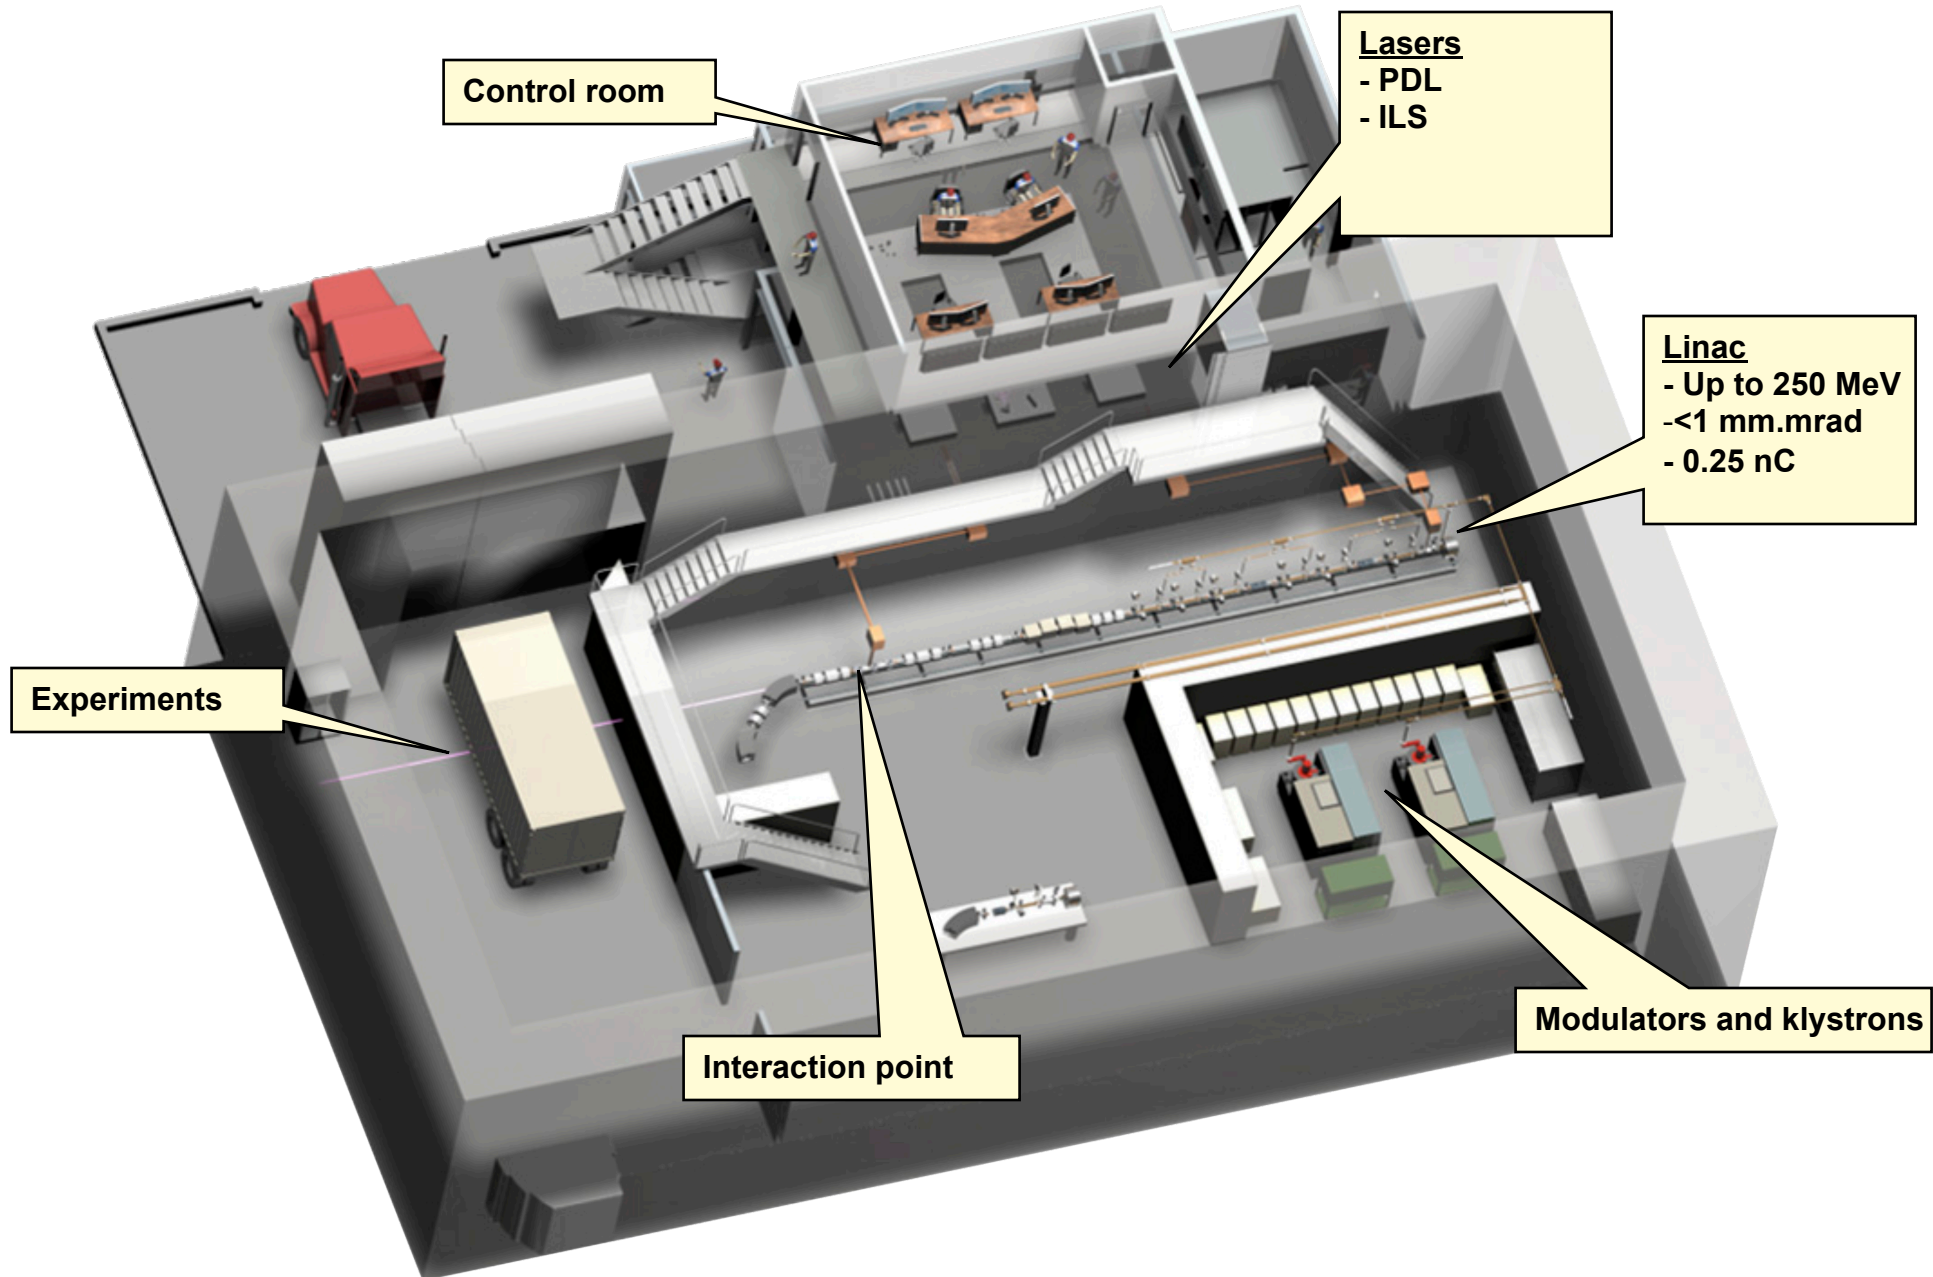 Control room
Lasers
- PDL
- ILS
Linac
- Up to 250 MeV
-<1 mm.mrad
- 0.25 nC
Experiments
Interaction point
Modulators and klystrons